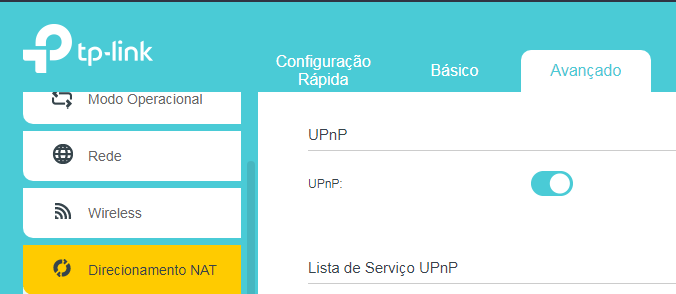 tp-link
Configuração
Rápida
Básico
Avançado
Modo Operacional
Rede
Wireless
Direcionamento NAT
UPnP
UPnP:
Lista de Serviço UPnP